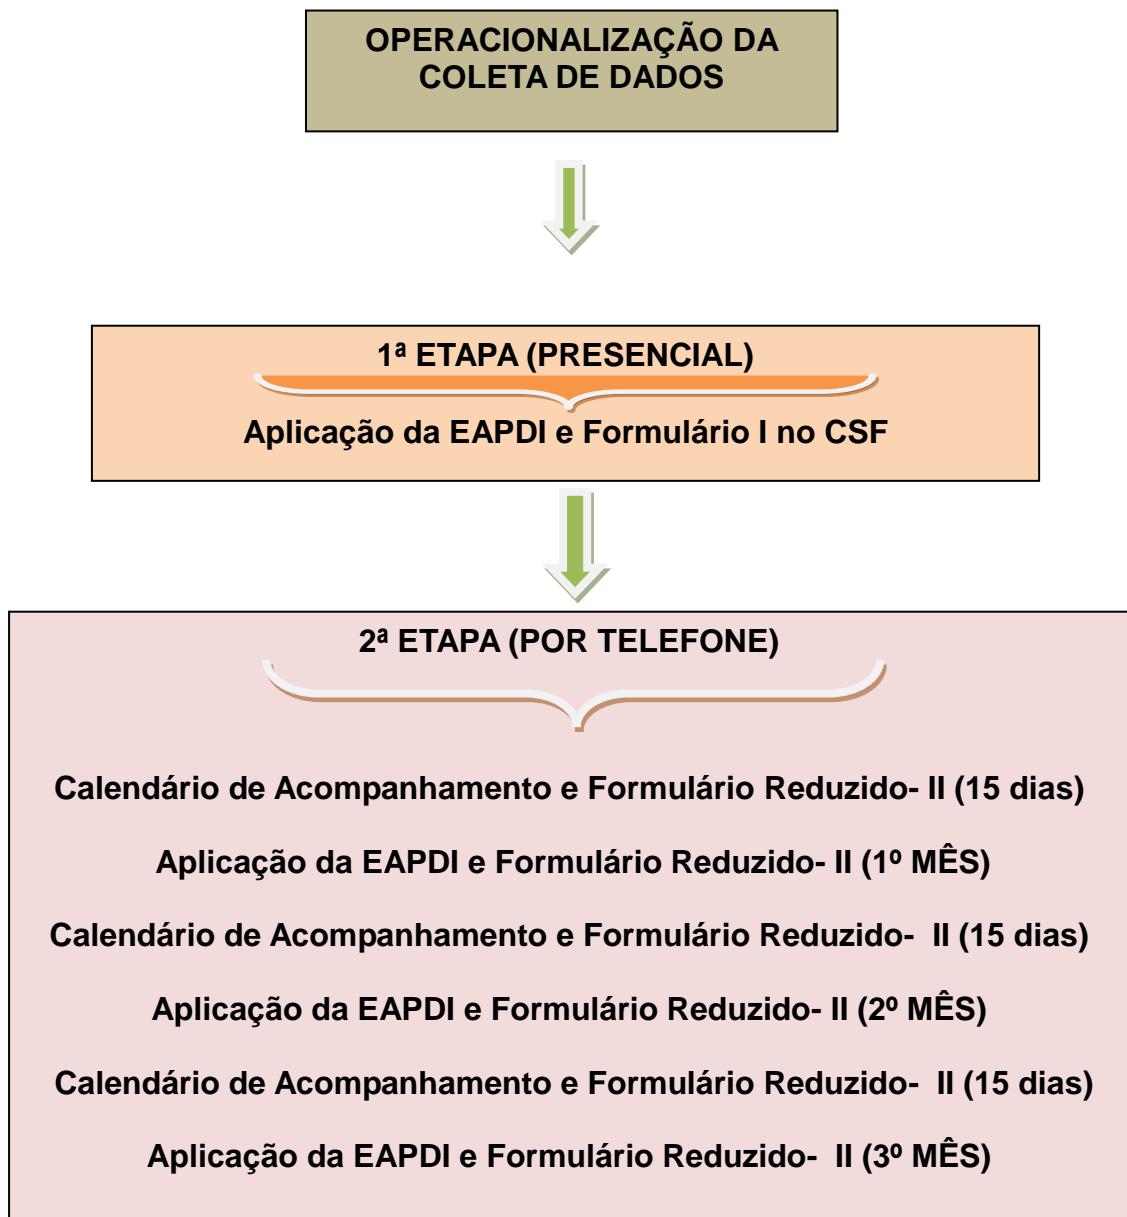 OPERACIONALIZAÇÃO DA
COLETA DE DADOS
1ª ETAPA (PRESENCIAL)
Aplicação da EAPDI e Formulário I no CSF
2ª ETAPA (POR TELEFONE)
Calendário de Acompanhamento e Formulário Reduzido- II (15 dias)
Aplicação da EAPDI e Formulário Reduzido- II (1º MÊS)
Calendário de Acompanhamento e Formulário Reduzido-  II (15 dias)
Aplicação da EAPDI e Formulário Reduzido- II (2º MÊS)
Calendário de Acompanhamento e Formulário Reduzido-  II (15 dias)
Aplicação da EAPDI e Formulário Reduzido-  II (3º MÊS)